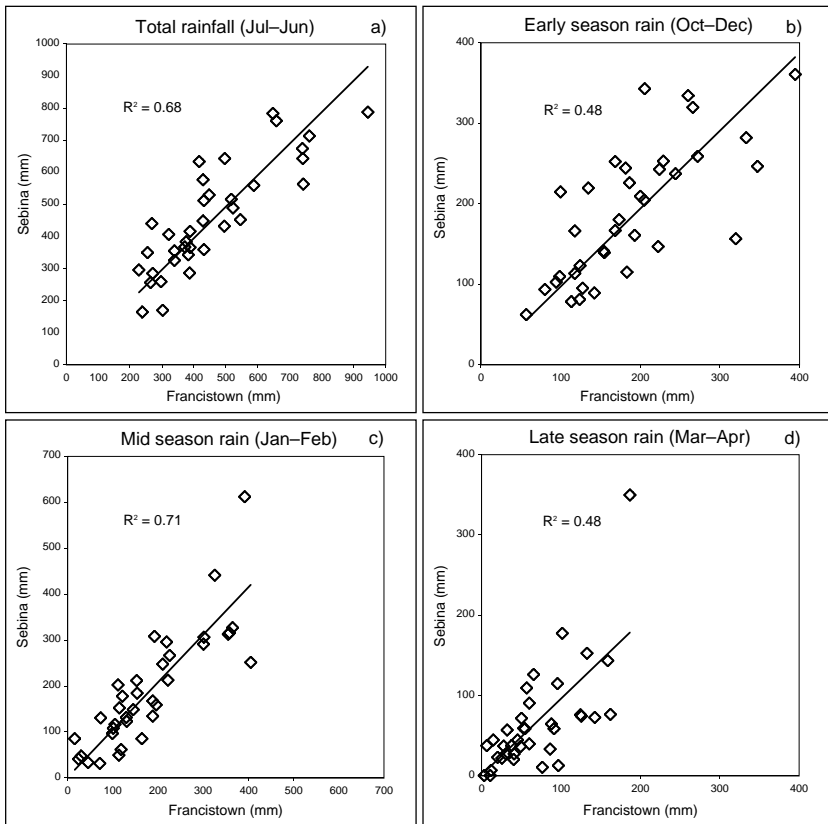 Total rainfall (Jul–Jun) a)
1000
900
800
700
600
500
400
300
200
100
0
Sebina (mm)
R² = 0.68
0 100 200 300 400 500 600 700 800 900 1000
Francistown (mm)
Early season rain (Oct–Dec) b)
400
300
200
100
0
Sebina (mm)
R² = 0.48
0 100 200 300 400
Francistown (mm)
Mid season rain (Jan–Feb) c)
700
600
500
400
300
200
100
0
Sebina (mm)
R² = 0.71
0 100 200 300 400 500 600 700
Francistown (mm)
Late season rain (Mar–Apr) d)
400
300
200
100
0
Sebina (mm)
R² = 0.48
0 100 200 300 400
Francistown (mm)